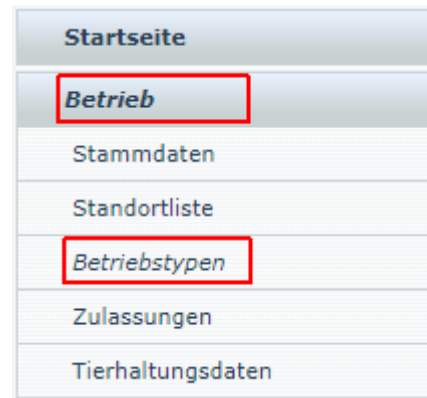 Startseite
Betrieb
Stammdaten
Standortliste
Betriebstypen
Zulassungen
Tierhaltungsdaten